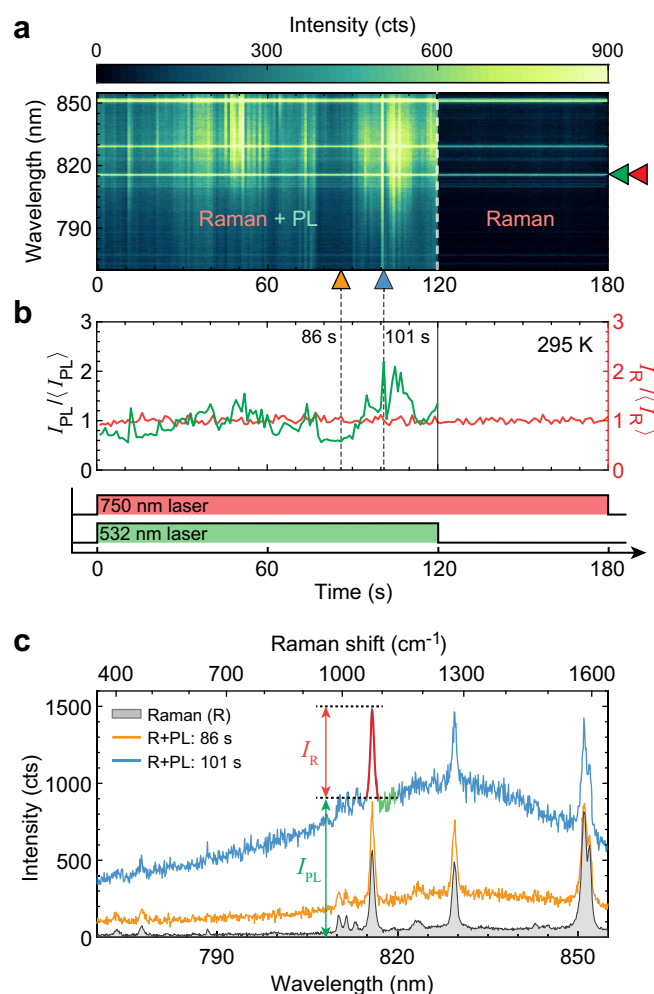 a
Intensity (cts)
0 300 600 900
Wavelength (nm)
850
820
790
Raman + PL
Raman
60 120 180
b
I_PL/⟨I_PL⟩
3
2
1
0
86 s
101 s
295 K
3
2
1
0
I_R/⟨I_R⟩
750 nm laser
532 nm laser
0 60 120 180
Time (s)
c
Raman shift (cm⁻¹)
400 700 1000 1300 1600
Intensity (cts)
1500
1000
500
0
Raman (R)
R+PL: 86 s
R+PL: 101 s
I_R
I_PL
790 820 850
Wavelength (nm)